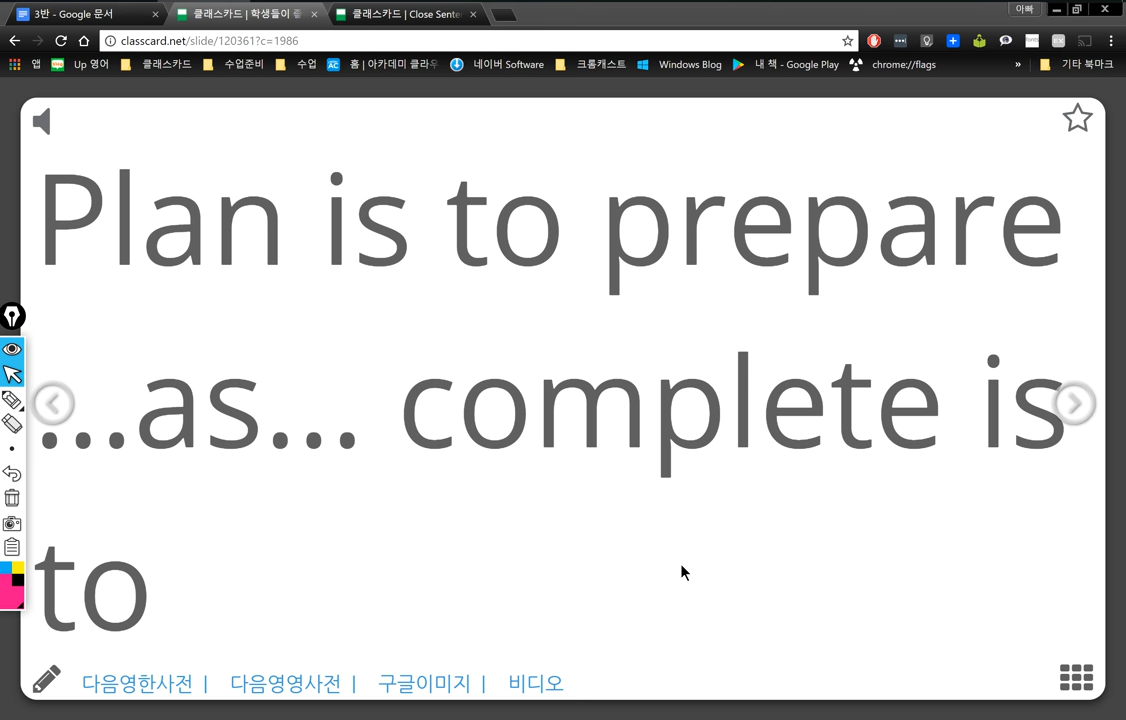 3반 - Google 문서
클래스카드 | 학생들이 좋
클래스카드 | Close Sente
아빠
classcard.net/slide/120361?c=1986
앱 Up 영어 클래스카드 수업준비 수업 홈 | 아카데미 클라우 네이버 Software 크롬캐스트 Windows Blog 내 책 - Google Play chrome://flags » 기타 북마크
Plan is to prepare
...as... complete is
to
다음영한사전 | 다음영영사전 | 구글이미지 | 비디오